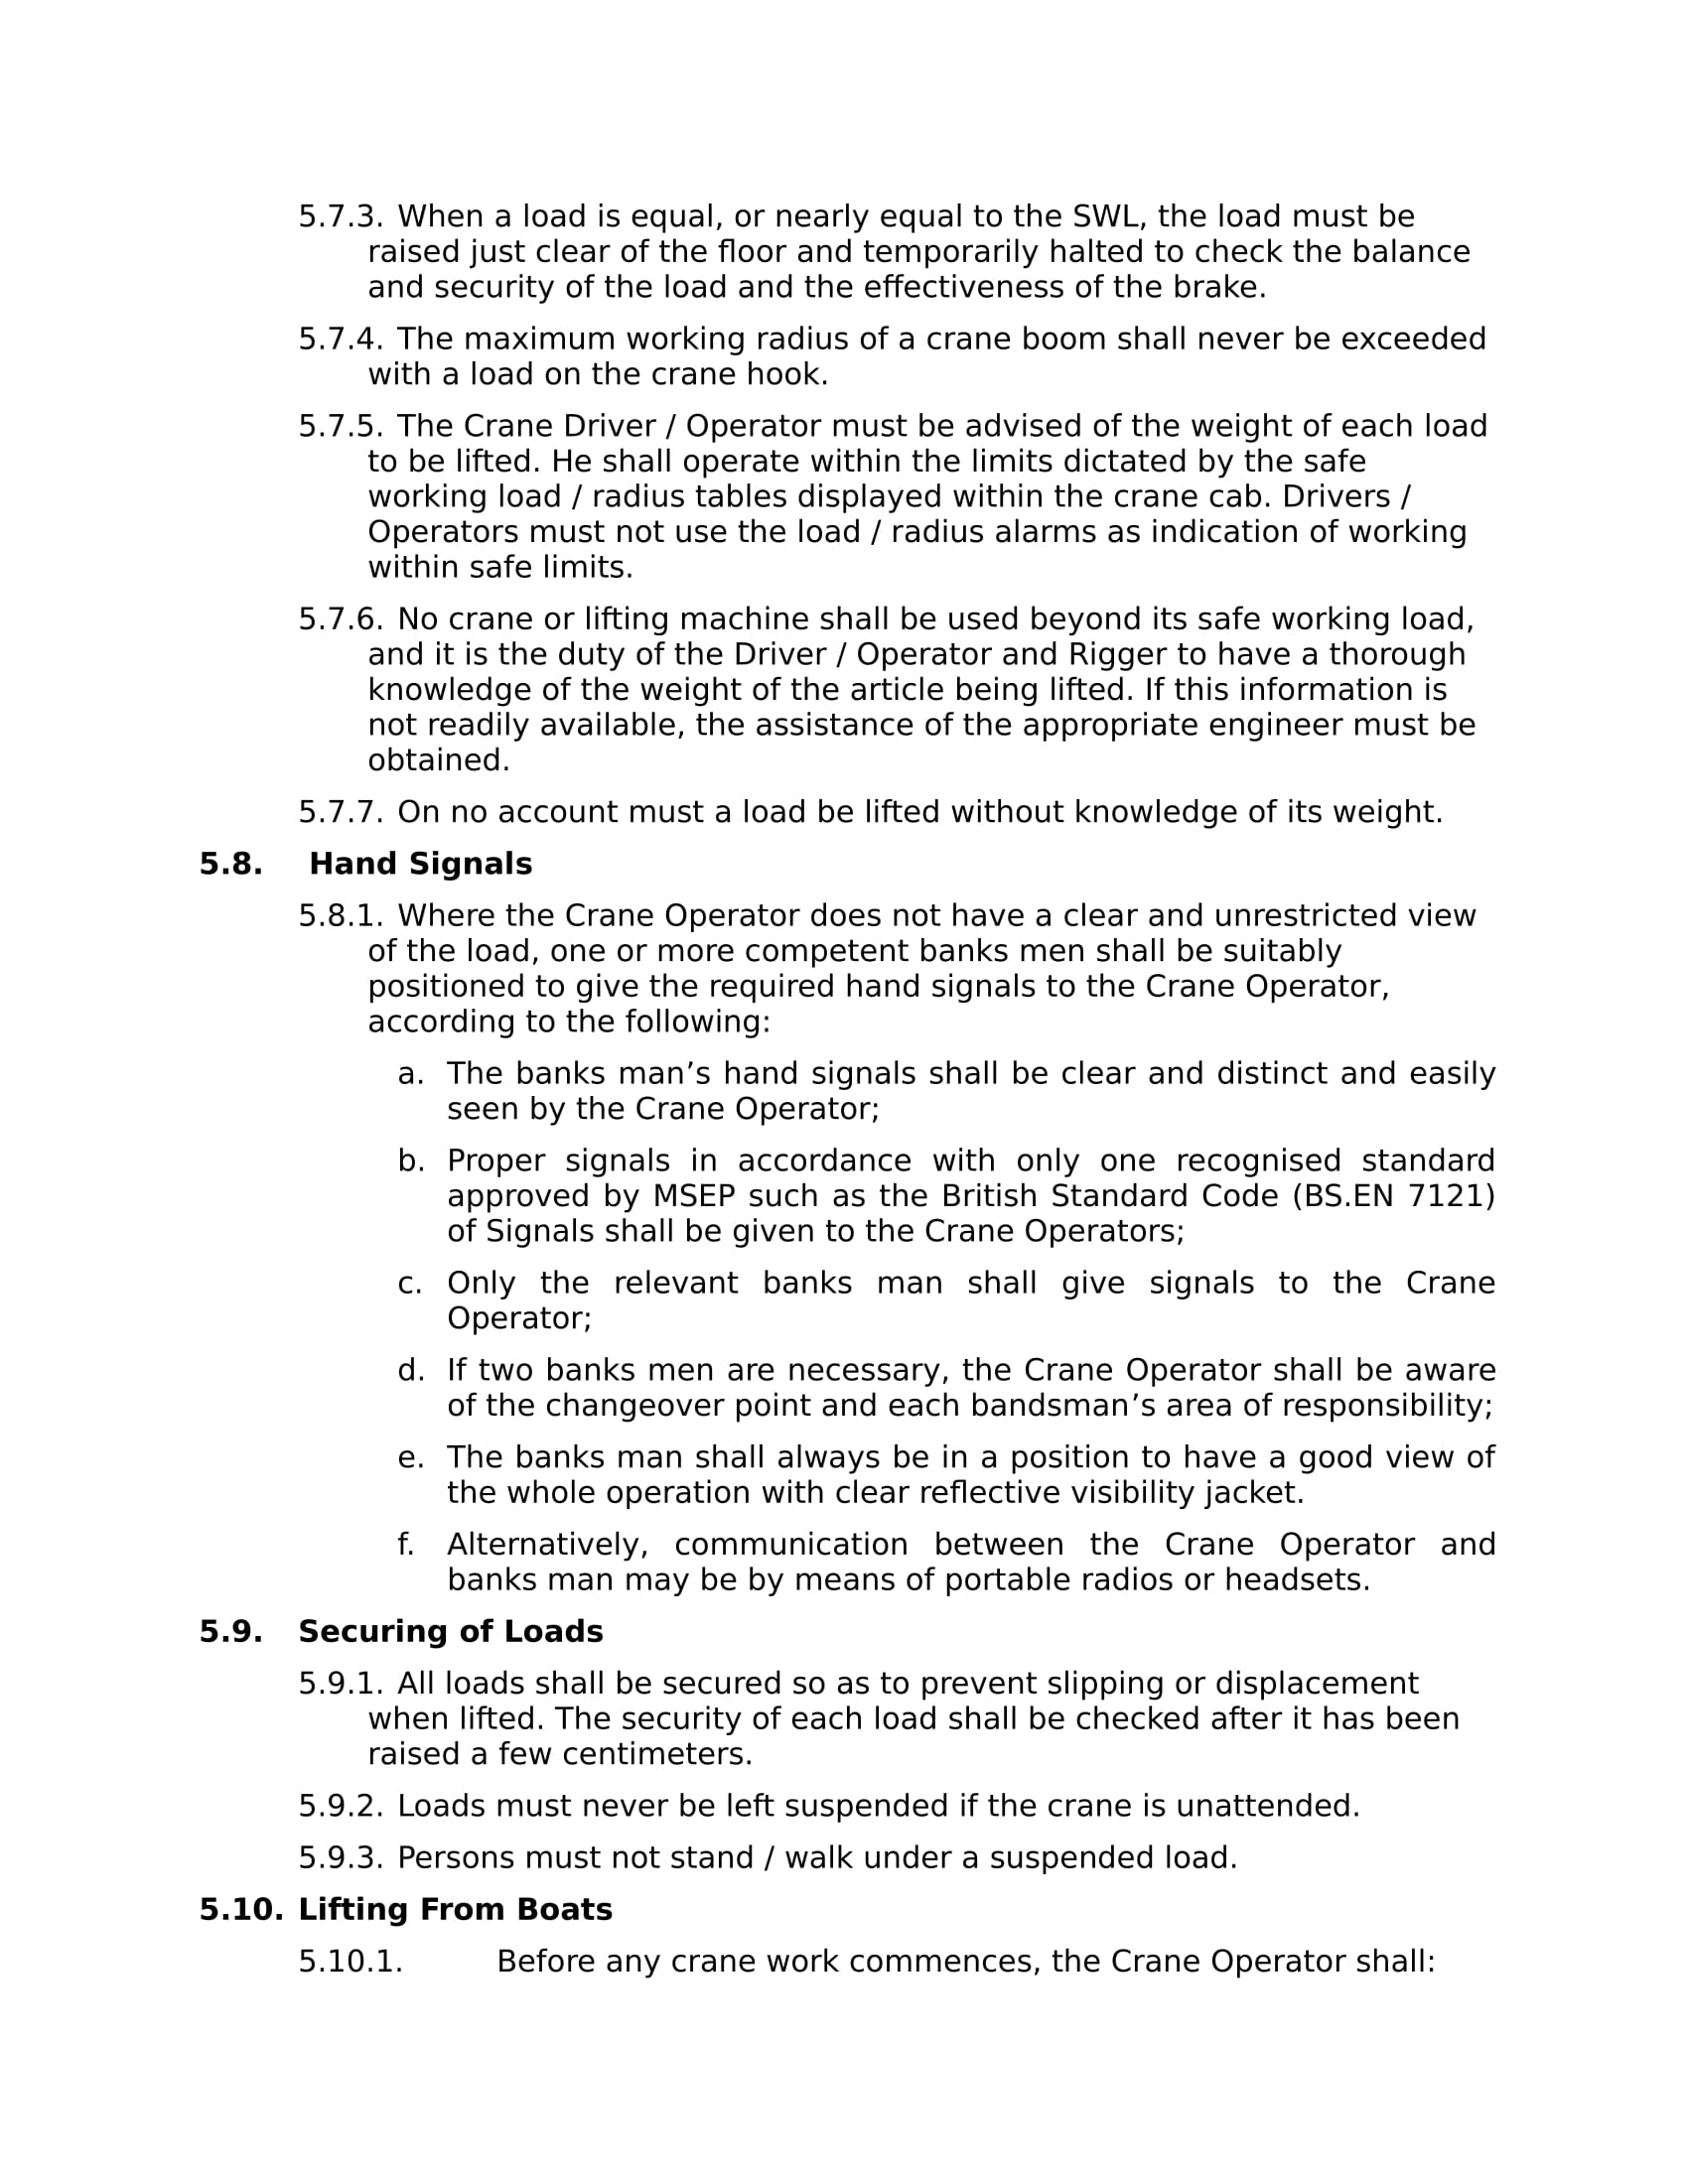 5.7.3. When a load is equal, or nearly equal to the SWL, the load must be
raised just clear of the floor and temporarily halted to check the balance
and security of the load and the effectiveness of the brake.
5.7.4. The maximum working radius of a crane boom shall never be exceeded
with a load on the crane hook.
5.7.5. The Crane Driver / Operator must be advised of the weight of each load
to be lifted. He shall operate within the limits dictated by the safe
working load / radius tables displayed within the crane cab. Drivers /
Operators must not use the load / radius alarms as indication of working
within safe limits.
5.7.6. No crane or lifting machine shall be used beyond its safe working load,
and it is the duty of the Driver / Operator and Rigger to have a thorough
knowledge of the weight of the article being lifted. If this information is
not readily available, the assistance of the appropriate engineer must be
obtained.
5.7.7. On no account must a load be lifted without knowledge of its weight.
5.8. Hand Signals
5.8.1. Where the Crane Operator does not have a clear and unrestricted view
of the load, one or more competent banks men shall be suitably
positioned to give the required hand signals to the Crane Operator,
according to the following:
a. The banks man’s hand signals shall be clear and distinct and easily
seen by the Crane Operator;
b. Proper signals in accordance with only one recognised standard
approved by MSEP such as the British Standard Code (BS.EN 7121)
of Signals shall be given to the Crane Operators;
c. Only the relevant banks man shall give signals to the Crane
Operator;
d. If two banks men are necessary, the Crane Operator shall be aware
of the changeover point and each bandsman’s area of responsibility;
e. The banks man shall always be in a position to have a good view of
the whole operation with clear reflective visibility jacket.
f. Alternatively, communication between the Crane Operator and
banks man may be by means of portable radios or headsets.
5.9. Securing of Loads
5.9.1. All loads shall be secured so as to prevent slipping or displacement
when lifted. The security of each load shall be checked after it has been
raised a few centimeters.
5.9.2. Loads must never be left suspended if the crane is unattended.
5.9.3. Persons must not stand / walk under a suspended load.
5.10. Lifting From Boats
5.10.1. Before any crane work commences, the Crane Operator shall: